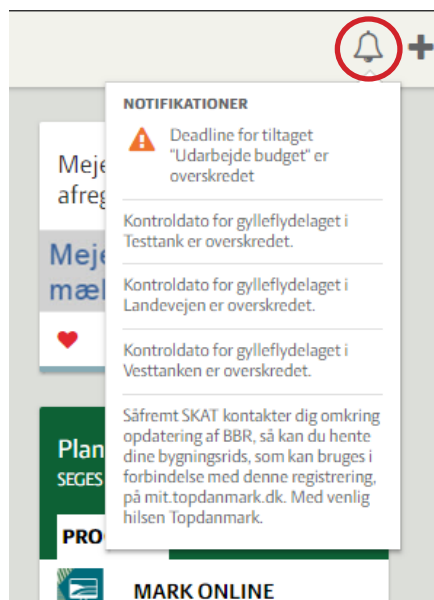 NOTIFIKATIONER
Deadline for tiltaget
"Udarbejde budget" er
overskredet
Kontroldato for gylleflydelaget i
Testtank er overskredet.
Kontroldato for gylleflydelaget i
Landevejen er overskredet.
Kontroldato for gylleflydelaget i
Vesttanken er overskredet.
Såfremt SKAT kontakter dig omkring
opdatering af BBR, så kan du hente
dine bygningsrids, som kan bruges i
forbindelse med denne registrering,
på mit.topdanmark.dk. Med venlig
hilsen Topdanmark.
Meje
afreg
Meje
mæl
Plan
SEGES
PRO
MARK ONLINE